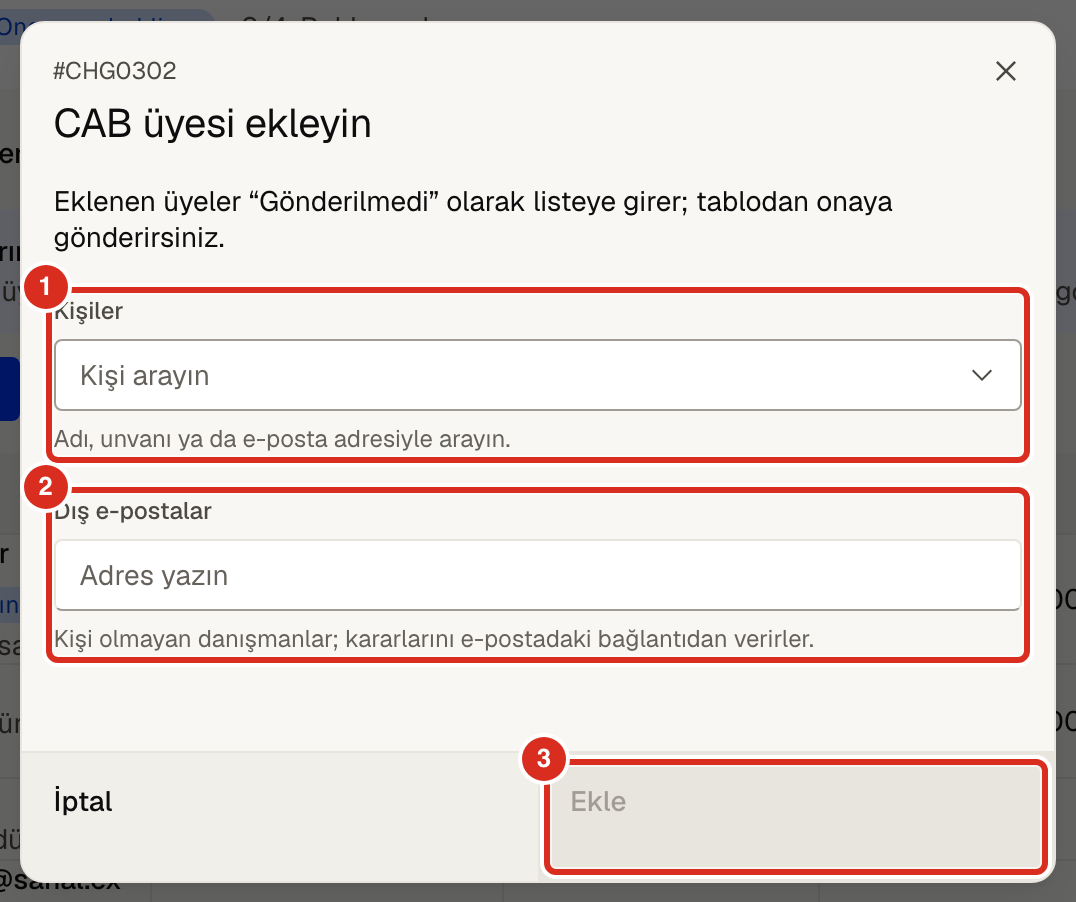 #CHG0302
CAB üyesi ekleyin
Eklenen üyeler “Gönderilmedi” olarak listeye girer; tablodan onaya
gönderirsiniz.
1
Kişiler
Kişi arayın
Adı, unvanı ya da e-posta adresiyle arayın.
2
Dış e-postalar
Adres yazın
Kişi olmayan danışmanlar; kararlarını e-postadaki bağlantıdan verirler.
3
İptal
Ekle